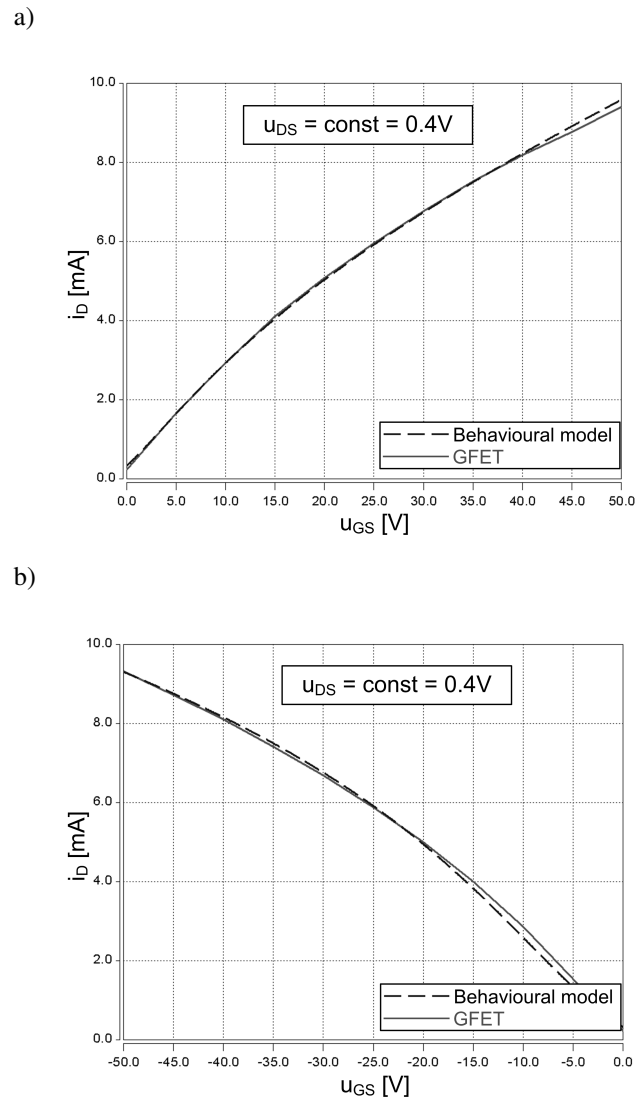 a)
10.0
8.0
6.0
4.0
2.0
0.0
i_D [mA]
u_DS = const = 0.4V
Behavioural model
GFET
0.0 5.0 10.0 15.0 20.0 25.0 30.0 35.0 40.0 45.0 50.0
u_GS [V]
b)
10.0
8.0
6.0
4.0
2.0
0.0
i_D [mA]
u_DS = const = 0.4V
Behavioural model
GFET
-50.0 -45.0 -40.0 -35.0 -30.0 -25.0 -20.0 -15.0 -10.0 -5.0 0.0
u_GS [V]